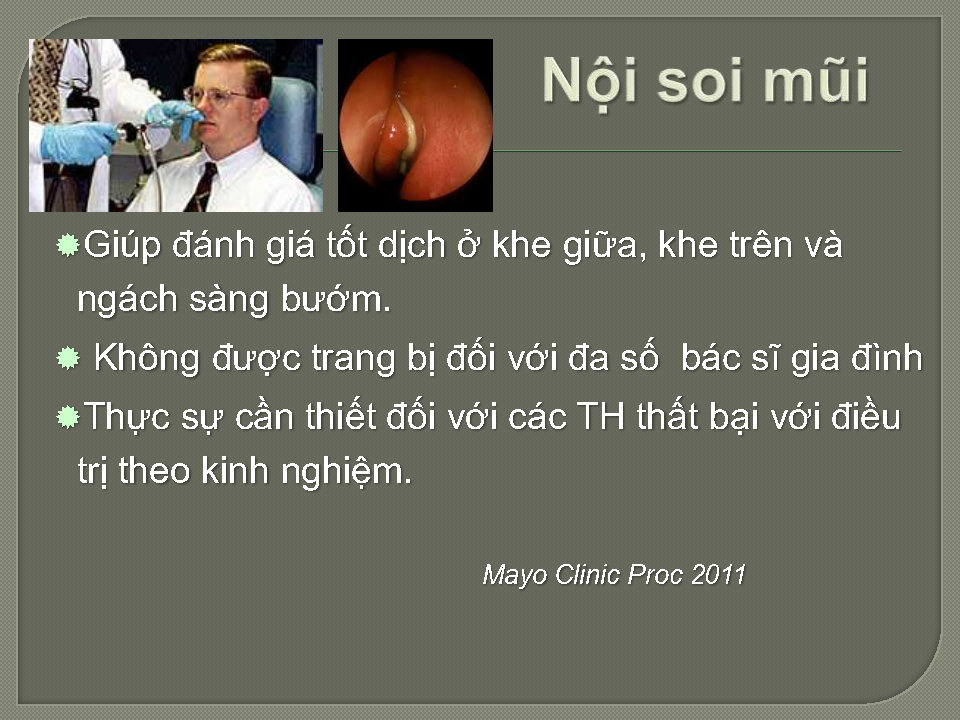 Nội soi mũi
Giúp đánh giá tốt dịch ở khe giữa, khe trên và
ngách sàng bướm.
Không được trang bị đối với đa số bác sĩ gia đình
Thực sự cần thiết đối với các TH thất bại với điều
trị theo kinh nghiệm.
Mayo Clinic Proc 2011